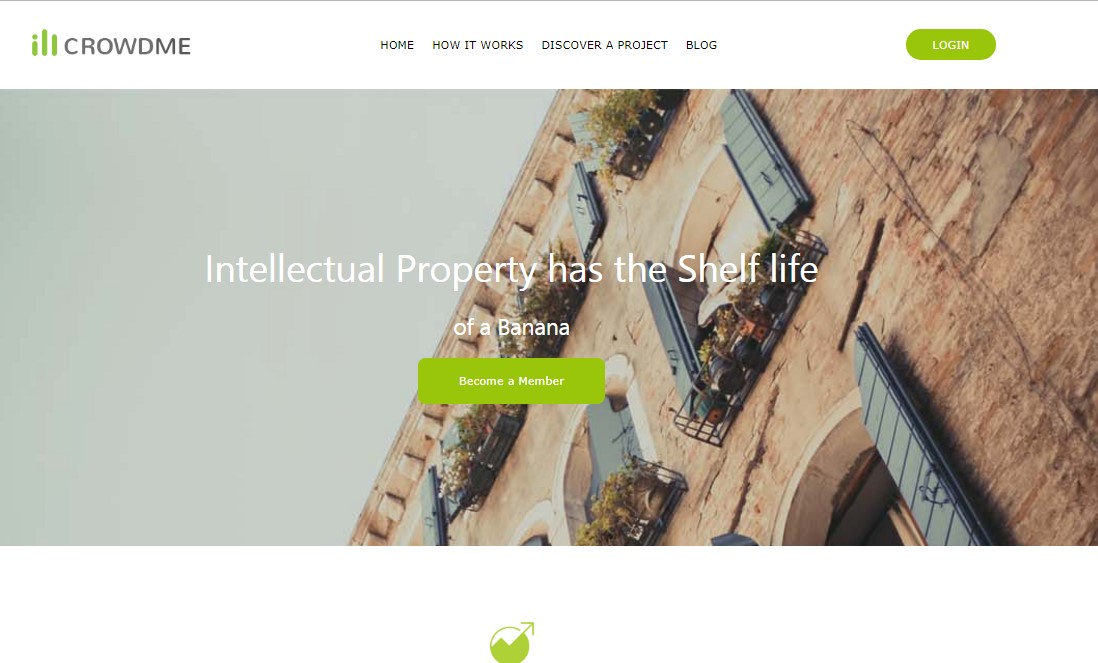 CROWDME
HOME HOW IT WORKS DISCOVER A PROJECT BLOG
LOGIN
Intellectual Property has the Shelf life
of a Banana
Become a Member